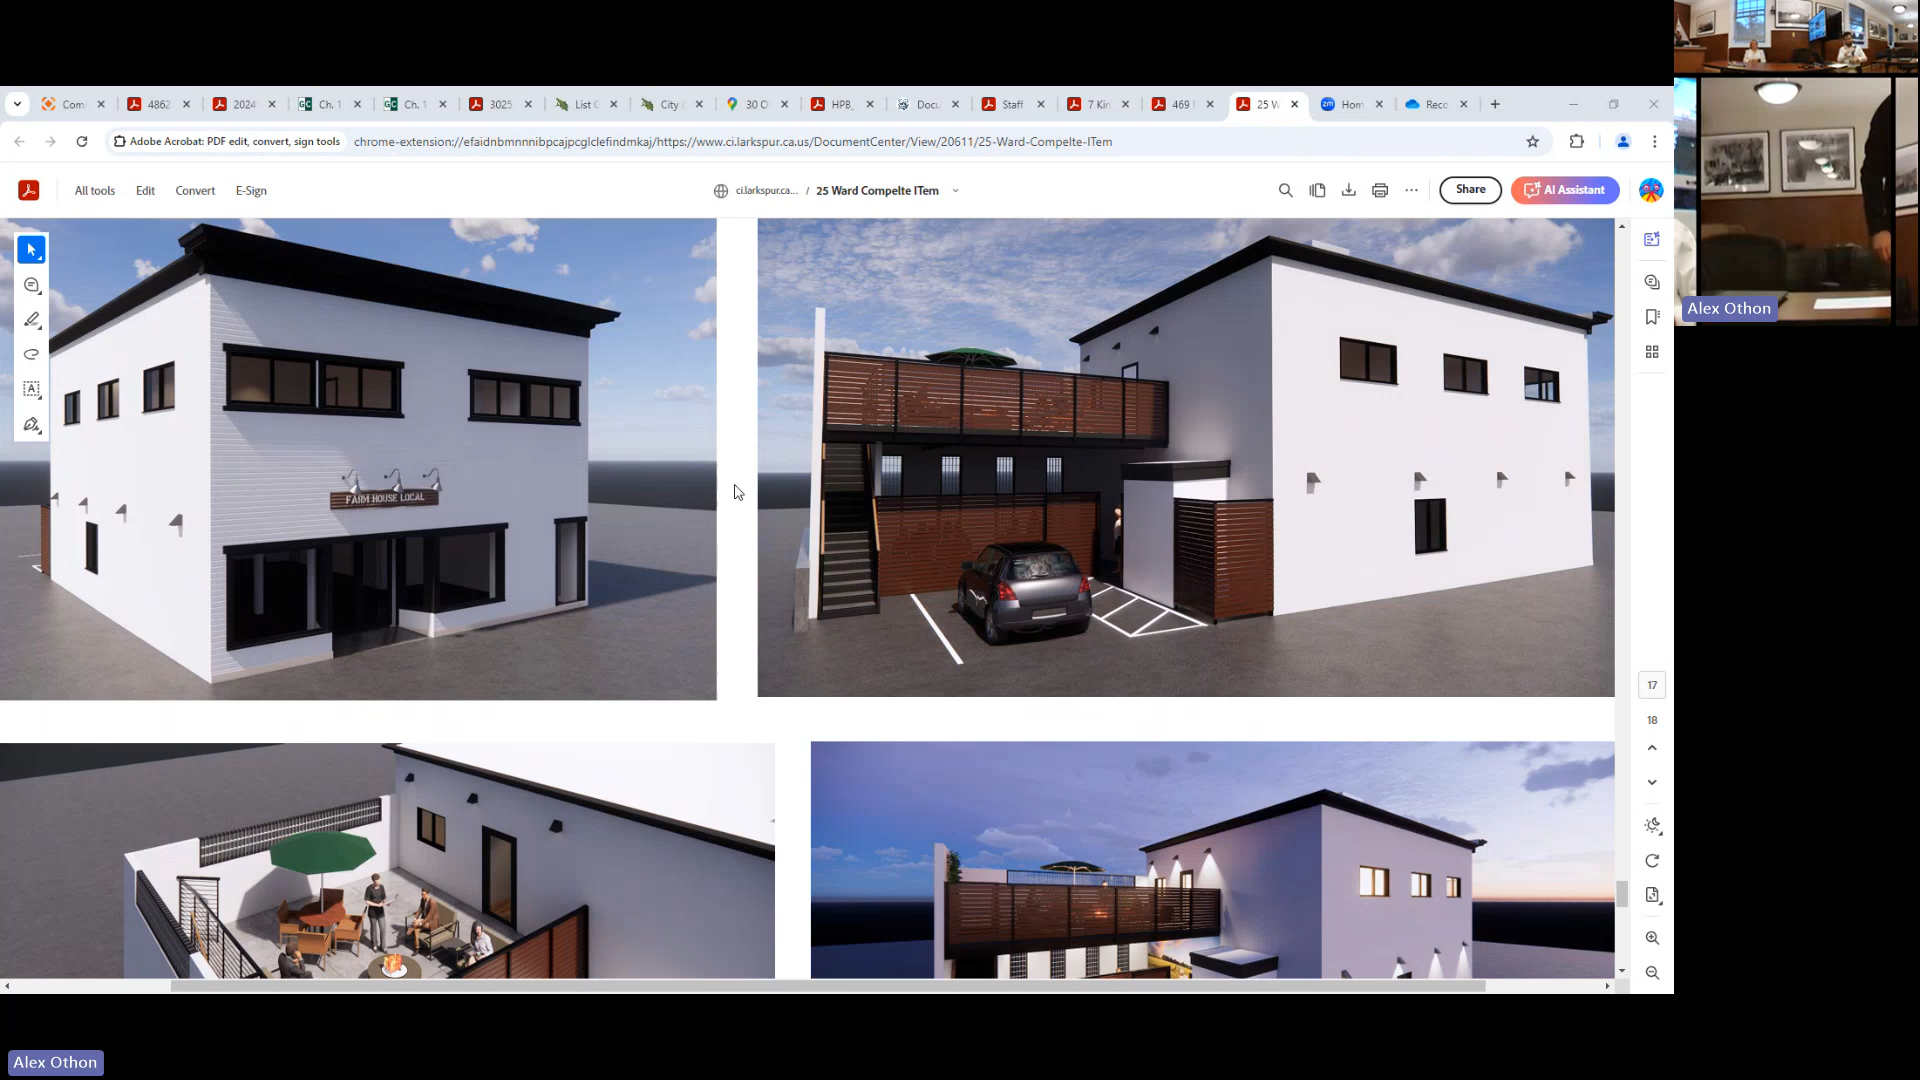 Com
4862
2024
Ch. 1
Ch. 1
3025
List
City
30 C
HPB_
Docu
Staff
7 Kin
469
25 W
Hom
Reco
Adobe Acrobat: PDF edit, convert, sign tools
chrome-extension://efaidnbmnnnibpcajpcglclefindmkaj/https://www.ci.larkspur.ca.us/DocumentCenter/View/20611/25-Ward-Compelte-ITem
All tools
Edit
Convert
E-Sign
ci.larkspur.ca... / 25 Ward Compelte ITem
Share
AI Assistant
FARM HOUSE LOCAL
17
18
Alex Othon
Alex Othon